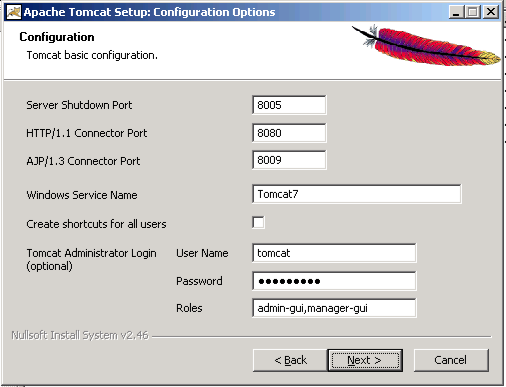 Apache Tomcat Setup: Configuration Options
Configuration
Tomcat basic configuration.
Server Shutdown Port 8005
HTTP/1.1 Connector Port 8080
AJP/1.3 Connector Port 8009
Windows Service Name Tomcat7
Create shortcuts for all users
Tomcat Administrator Login User Name tomcat
(optional)
Password ●●●●●●●●●
Roles admin-gui,manager-gui
Nullsoft Install System v2.46
< Back Next > Cancel